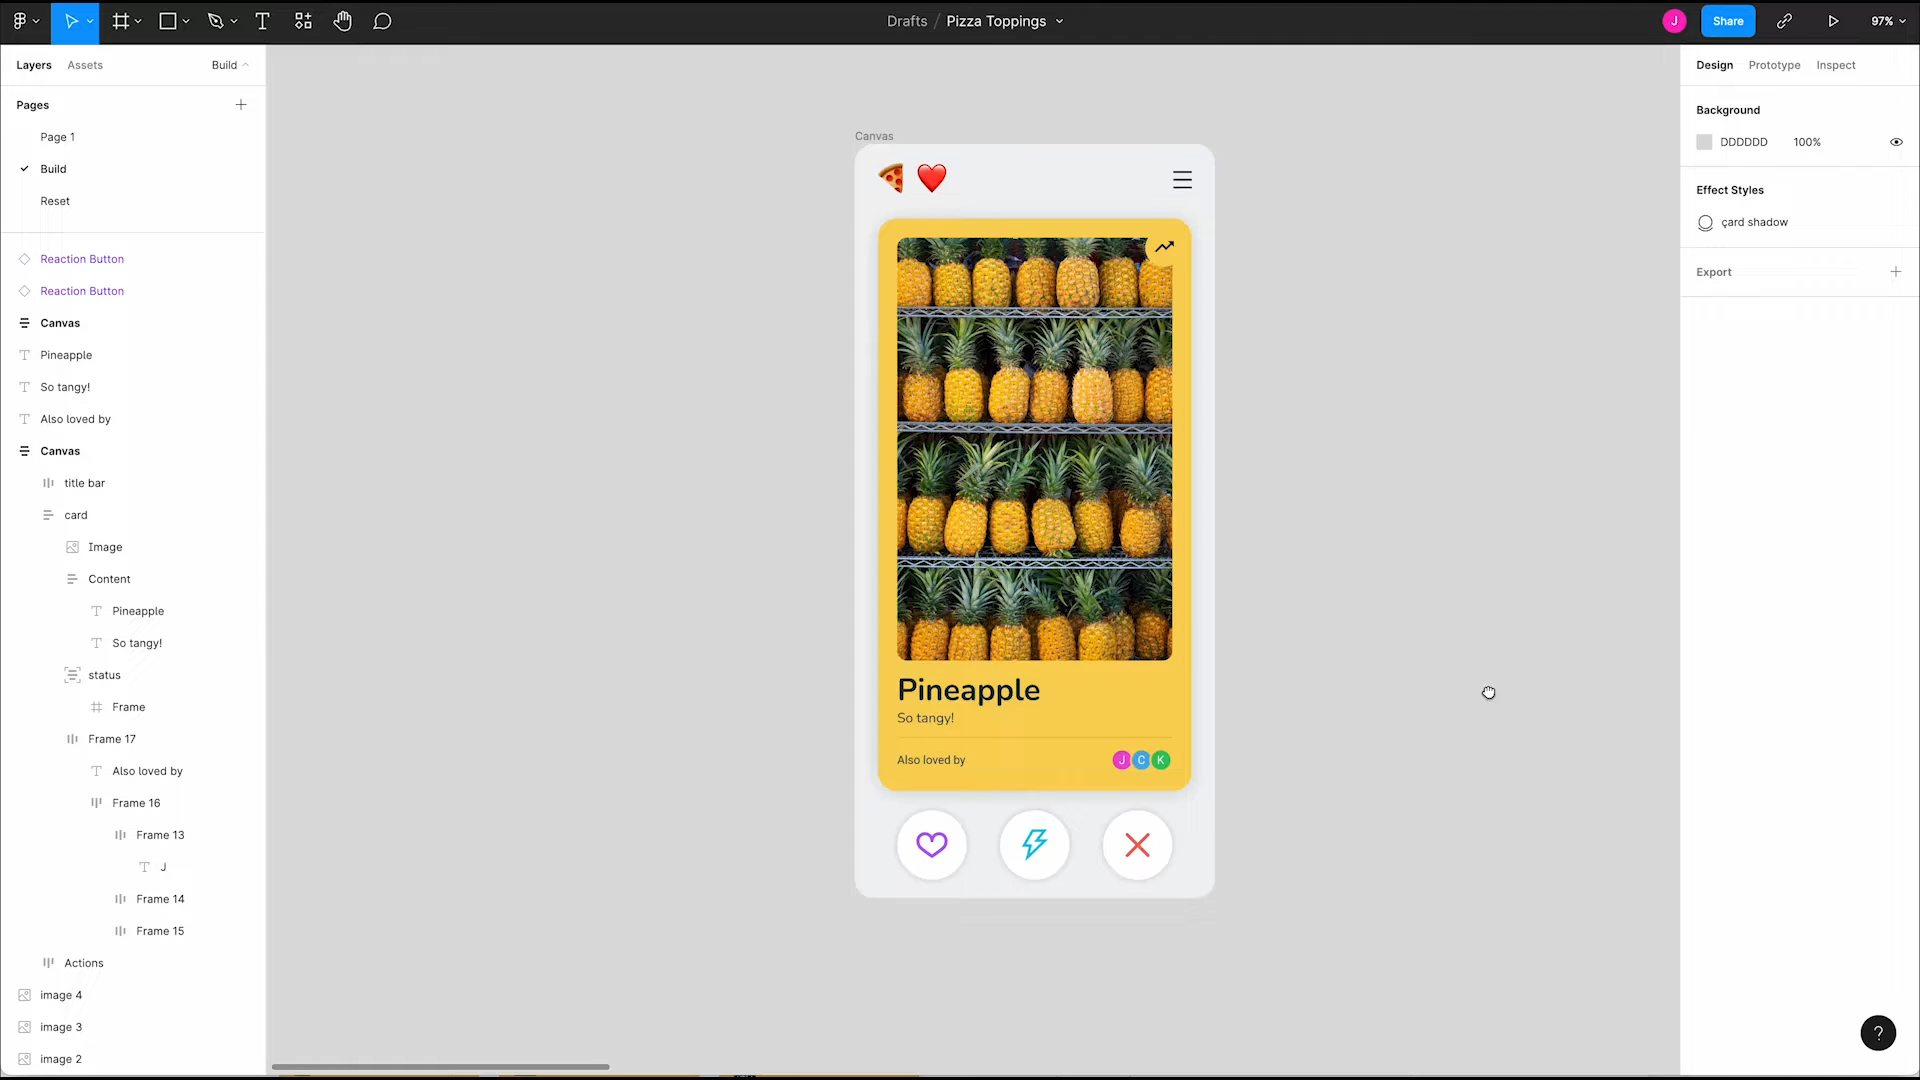 Drafts / Pizza Toppings
J
Share
97%
Layers
Assets
Build
Pages
Page 1
Build
Reset
Reaction Button
Reaction Button
Canvas
Pineapple
So tangy!
Also loved by
Canvas
title bar
card
Image
Content
Pineapple
So tangy!
status
Frame
Frame 17
Also loved by
Frame 16
Frame 13
J
Frame 14
Frame 15
Actions
image 4
image 3
image 2
Canvas
Pineapple
So tangy!
Also loved by
J C K
Design
Prototype
Inspect
Background
DDDDDD 100%
Effect Styles
çard shadow
Export
?